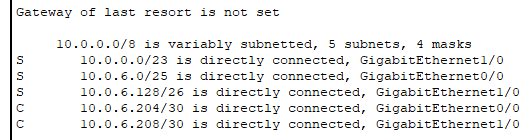 Gateway of last resort is not set
10.0.0.0/8 is variably subnetted, 5 subnets, 4 masks
S 10.0.0.0/23 is directly connected, GigabitEthernet1/0
S 10.0.6.0/25 is directly connected, GigabitEthernet0/0
S 10.0.6.128/26 is directly connected, GigabitEthernet1/0
C 10.0.6.204/30 is directly connected, GigabitEthernet0/0
C 10.0.6.208/30 is directly connected, GigabitEthernet1/0